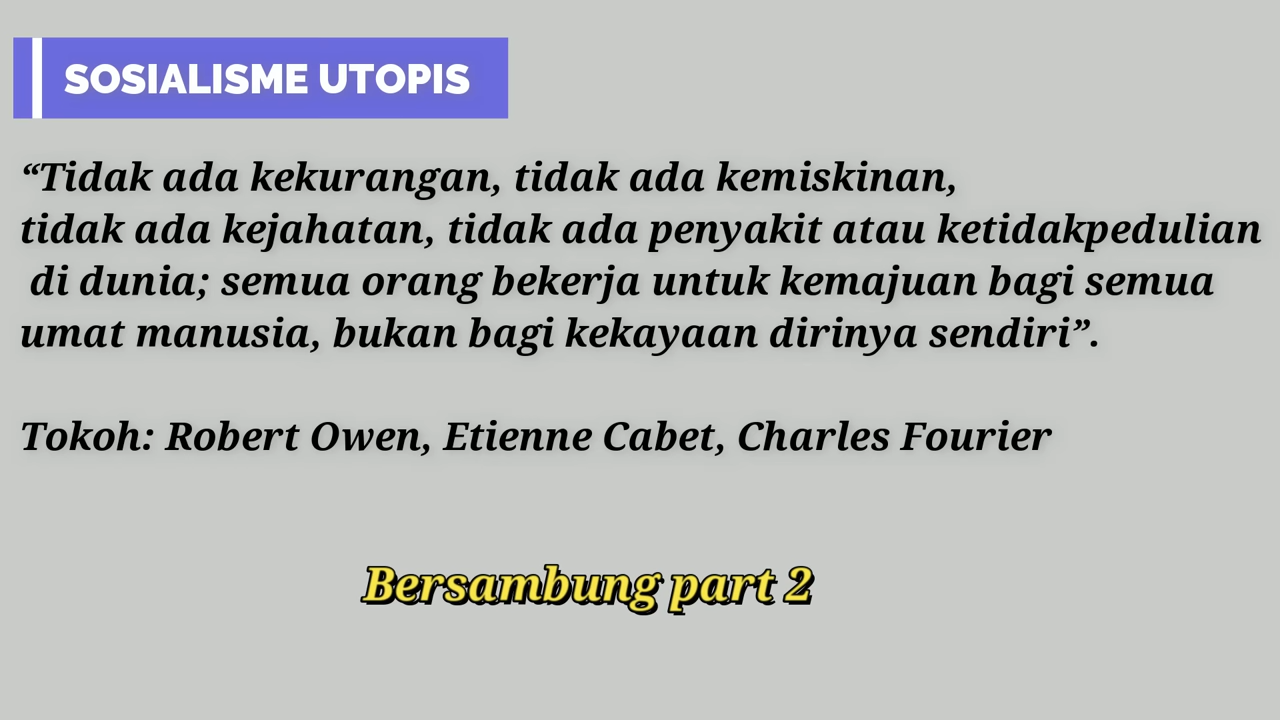 SOSIALISME UTOPIS
“Tidak ada kekurangan, tidak ada kemiskinan,
tidak ada kejahatan, tidak ada penyakit atau ketidakpedulian
di dunia; semua orang bekerja untuk kemajuan bagi semua
umat manusia, bukan bagi kekayaan dirinya sendiri”.
Tokoh: Robert Owen, Etienne Cabet, Charles Fourier
Bersambung part 2